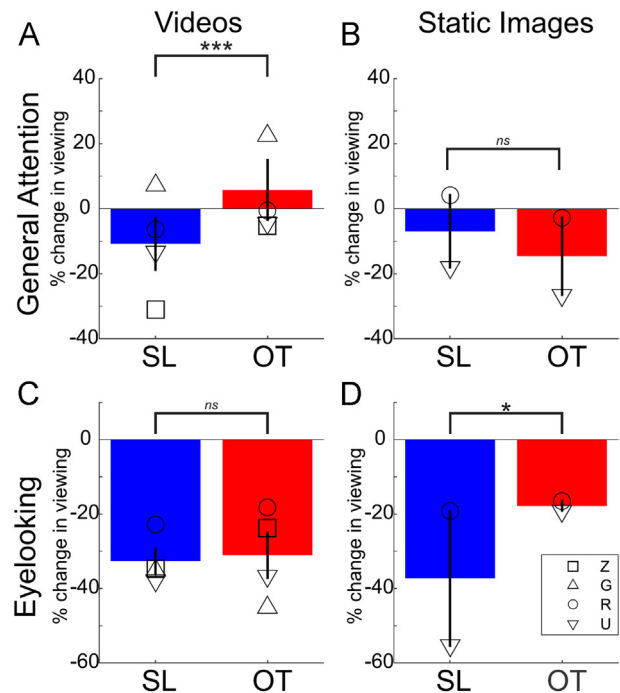 Videos
Static Images
A
B
General Attention
% change in viewing
40
20
0
-20
-40
***
SL
OT
% change in viewing
40
20
0
-20
-40
ns
SL
OT
C
D
Eyelooking
% change in viewing
0
-20
-40
-60
ns
SL
OT
% change in viewing
0
-20
-40
-60
*
SL
OT
Z
G
R
U